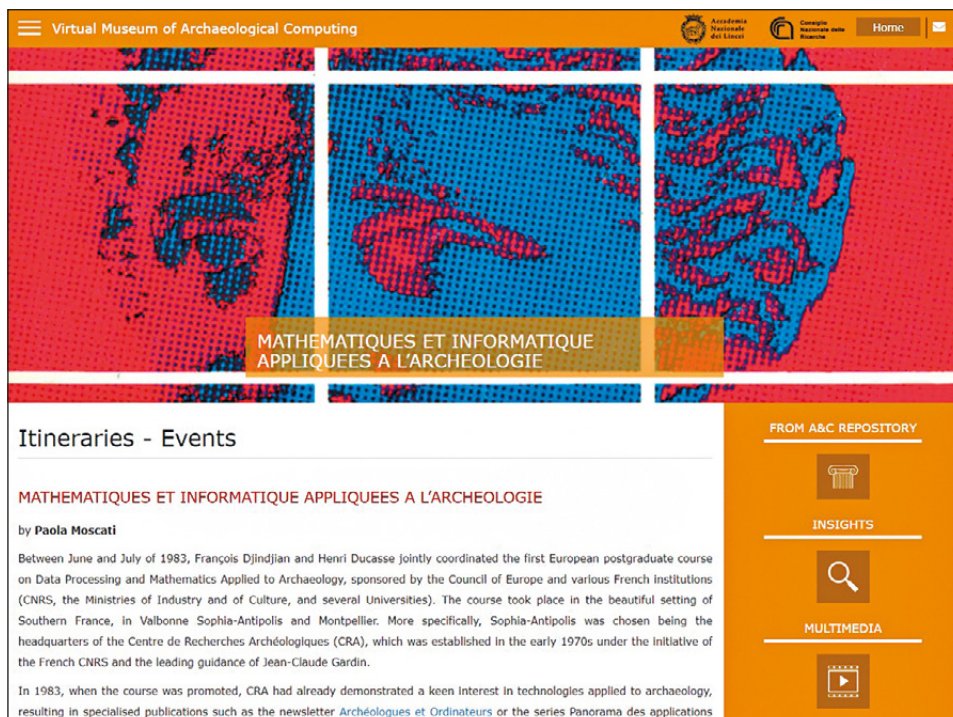 Virtual Museum of Archaeological Computing
Accademia
Nazionale
dei Lincei
Consiglio
Nazionale delle
Ricerche
Home
MATHEMATIQUES ET INFORMATIQUE
APPLIQUEES A L'ARCHEOLOGIE
Itineraries - Events
MATHEMATIQUES ET INFORMATIQUE APPLIQUEES A L'ARCHEOLOGIE
by Paola Moscati
Between June and July of 1983, François Djindjian and Henri Ducasse jointly coordinated the first European postgraduate course
on Data Processing and Mathematics Applied to Archaeology, sponsored by the Council of Europe and various French institutions
(CNRS, the Ministries of Industry and of Culture, and several Universities). The course took place in the beautiful setting of
Southern France, in Valbonne Sophia-Antipolis and Montpellier. More specifically, Sophia-Antipolis was chosen being the
headquarters of the Centre de Recherches Archéologiques (CRA), which was established in the early 1970s under the initiative of
the French CNRS and the leading guidance of Jean-Claude Gardin.
In 1983, when the course was promoted, CRA had already demonstrated a keen interest in technologies applied to archaeology,
resulting in specialised publications such as the newsletter Archéologues et Ordinateurs or the series Panorama des applications
FROM A&C REPOSITORY
INSIGHTS
MULTIMEDIA